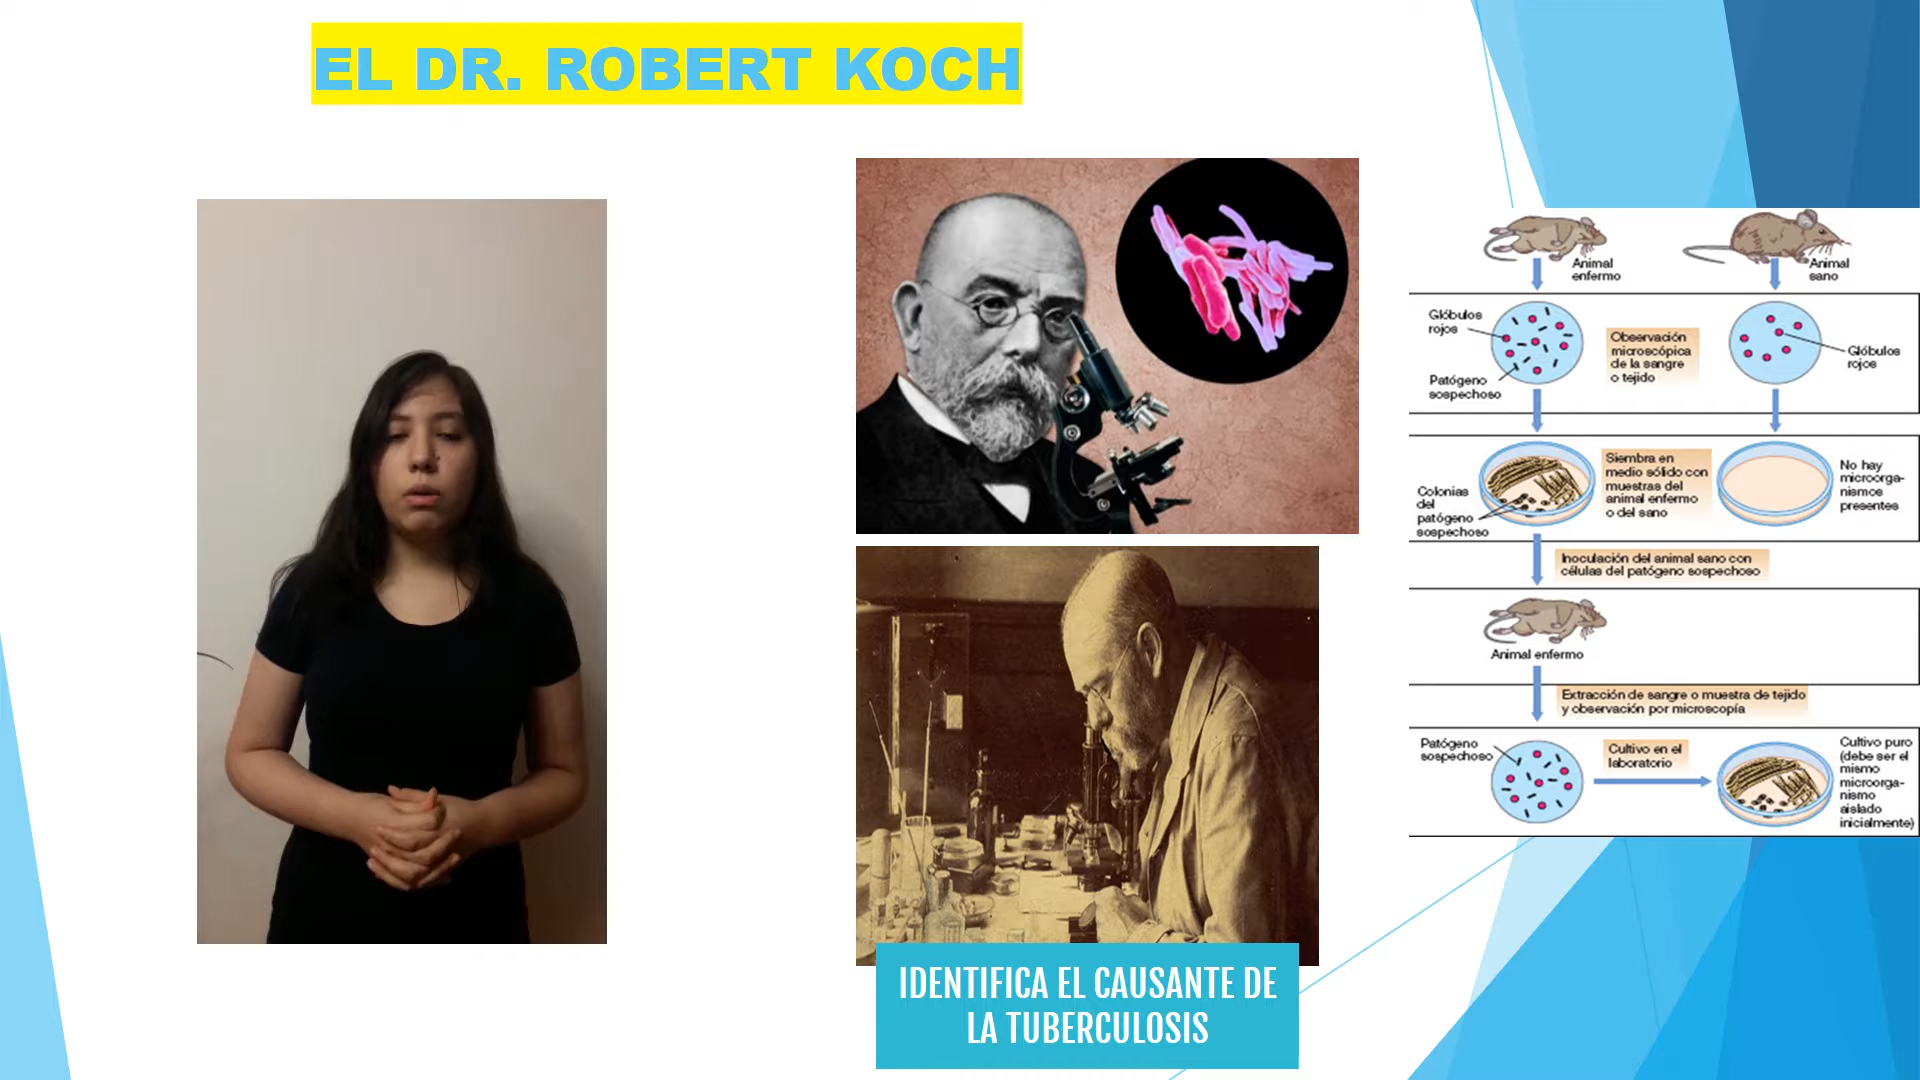 EL DR. ROBERT KOCH
Animal
enfermo
Animal
sano
Glóbulos
rojos
Patógeno
sospechoso
Observación
microscópica
de la sangre
o tejido
Glóbulos
rojos
Colonias
del
patógeno
sospechoso
Siembra en
medio sólido con
muestras del
animal enfermo
o del sano
No hay
microorga-
nismos
presentes
Inoculación del animal sano con
células del patógeno sospechoso
Animal enfermo
Extracción de sangre o muestra de tejido
y observación por microscopía
Patógeno
sospechoso
Cultivo en el
laboratorio
Cultivo puro
(debe ser el
mismo
microorga-
nismo
aislado
inicialmente)
IDENTIFICA EL CAUSANTE DE
LA TUBERCULOSIS